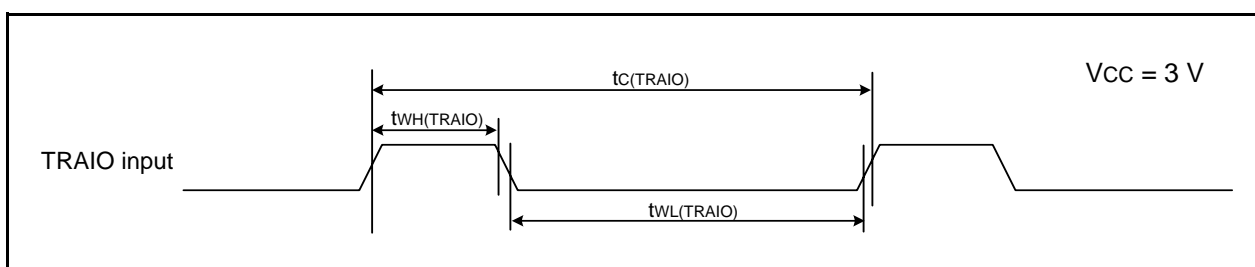 tC(TRAIO)
VCC = 3 V
tWH(TRAIO)
TRAIO input
tWL(TRAIO)